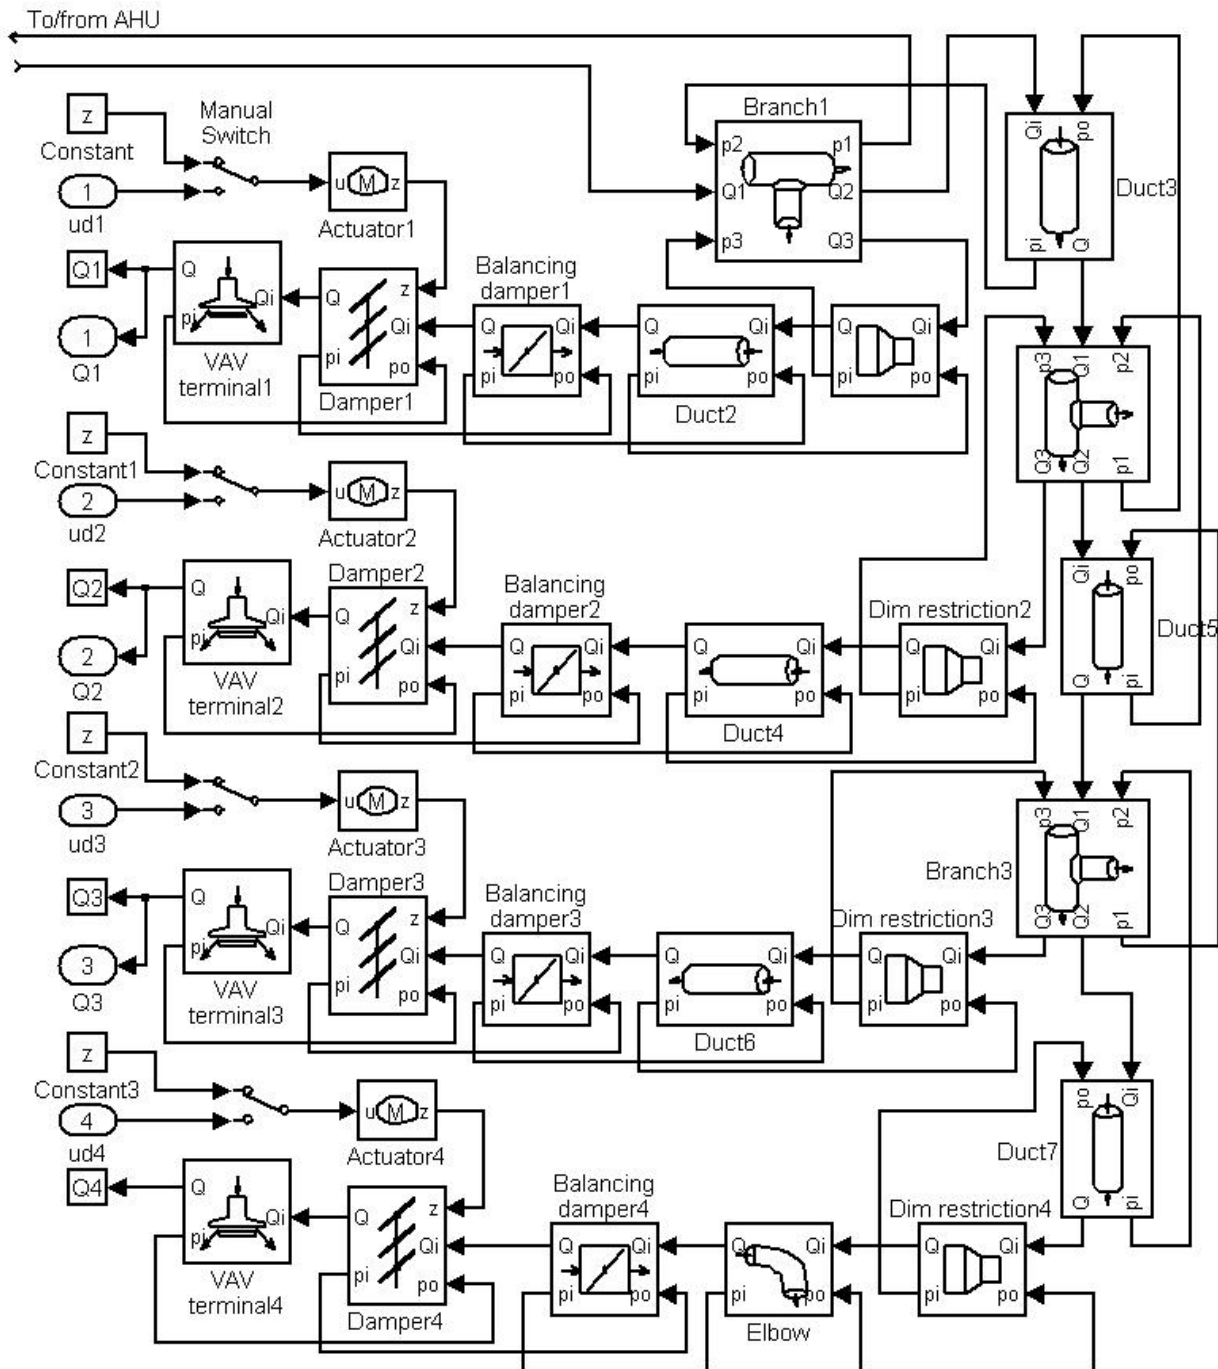 To/from AHU
z
Constant
Manual
Switch
1
ud1
u M z
Actuator1
Branch1
p2 p1
Q1 Q2
p3 Q3
Qi po
pi Q
Duct3
Q1
1
Q1
Q Qi
pi
VAV
terminal1
z
Q Qi
pi po
Damper1
Balancing
damper1
Q Qi
pi po
Q Qi
pi po
Duct2
Q Qi
pi po
p3 Q1 p2
Q3 Q2 p1
z
Constant1
2
ud2
u M z
Actuator2
Q2
2
Q2
Q Qi
pi
VAV
terminal2
Damper2
z
Q Qi
pi po
Balancing
damper2
Q Qi
pi po
Q Qi
pi po
Duct4
Dim restriction2
Q Qi
pi po
Qi po
Q pi
Duct5
z
Constant2
3
ud3
u M z
Actuator3
Q3
3
Q3
Q Qi
pi
VAV
terminal3
Damper3
z
Q Qi
pi po
Balancing
damper3
Q Qi
pi po
Q Qi
pi po
Duct6
Dim restriction3
Q Qi
pi po
Branch3
p3 Q1 p2
Q3 Q2 p1
z
Constant3
4
ud4
u M z
Actuator4
Q4
Q Qi
pi
VAV
terminal4
z
Q Qi
pi po
Damper4
Balancing
damper4
Q Qi
pi po
Q Qi
pi po
Elbow
Dim restriction4
Q Qi
pi po
Duct7
po Qi
Q pi